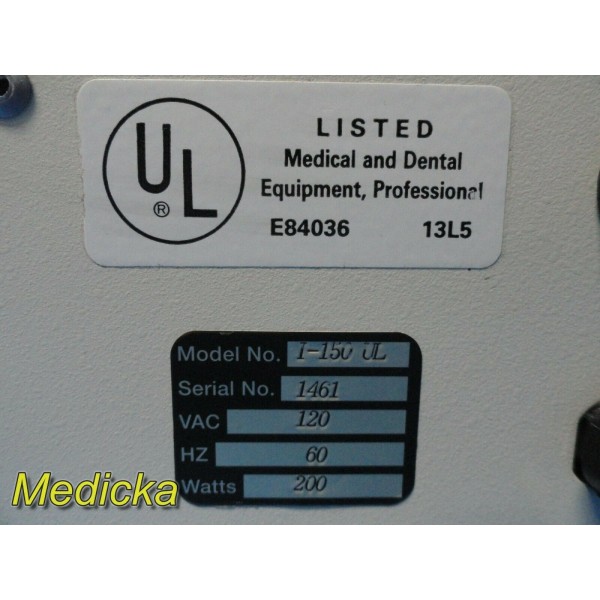 UL
®
LISTED
Medical and Dental
Equipment, Professional
E84036 13L5
Model No. I-150 UL
Serial No. 1461
VAC 120
HZ 60
Watts 200
Medicka